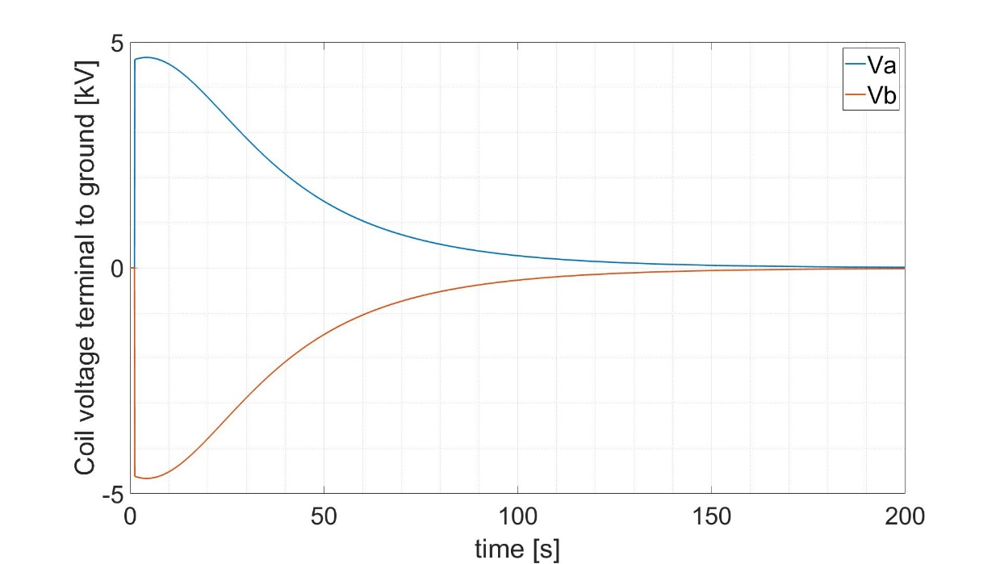 Coil voltage terminal to ground [kV]
5
0
-5
Va
Vb
0 50 100 150 200
time [s]